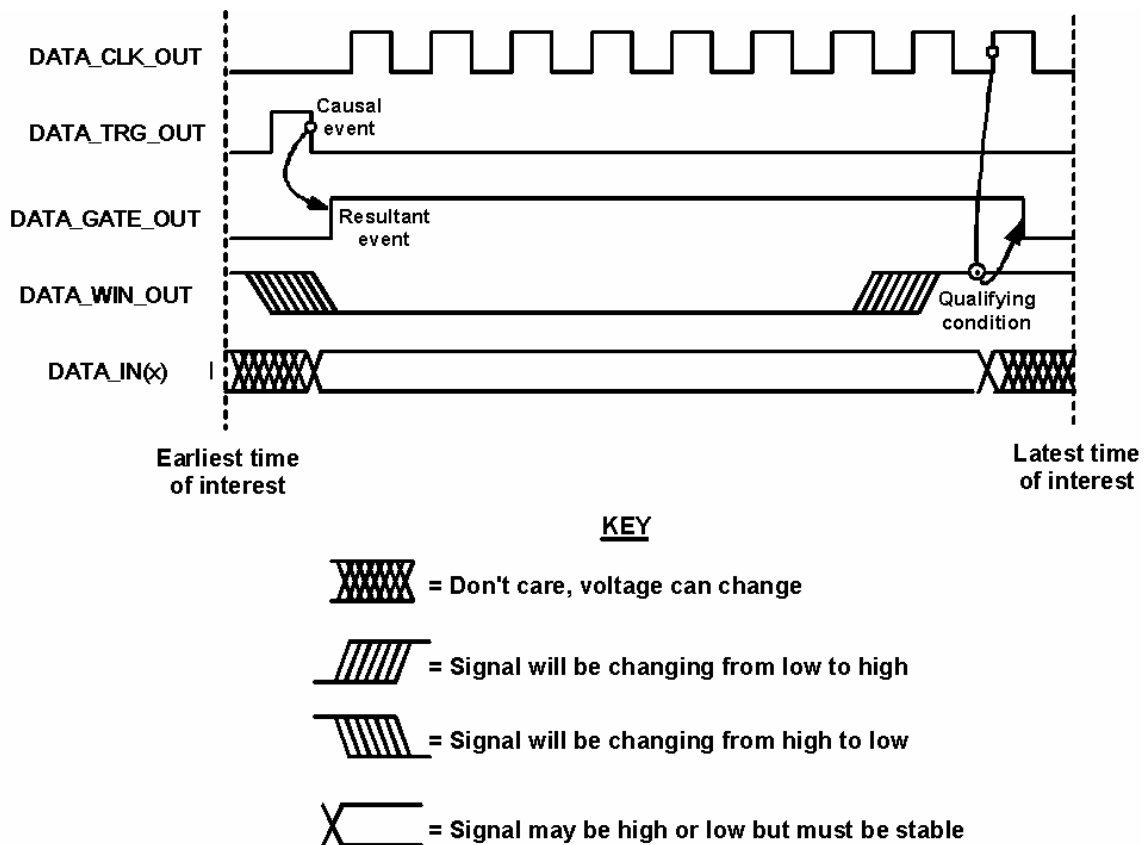 DATA_CLK_OUT
DATA_TRG_OUT
Causal
event
DATA_GATE_OUT
Resultant
event
DATA_WIN_OUT
Qualifying
condition
DATA_IN(x)
Earliest time
of interest
Latest time
of interest
KEY
= Don't care, voltage can change
= Signal will be changing from low to high
= Signal will be changing from high to low
= Signal may be high or low but must be stable